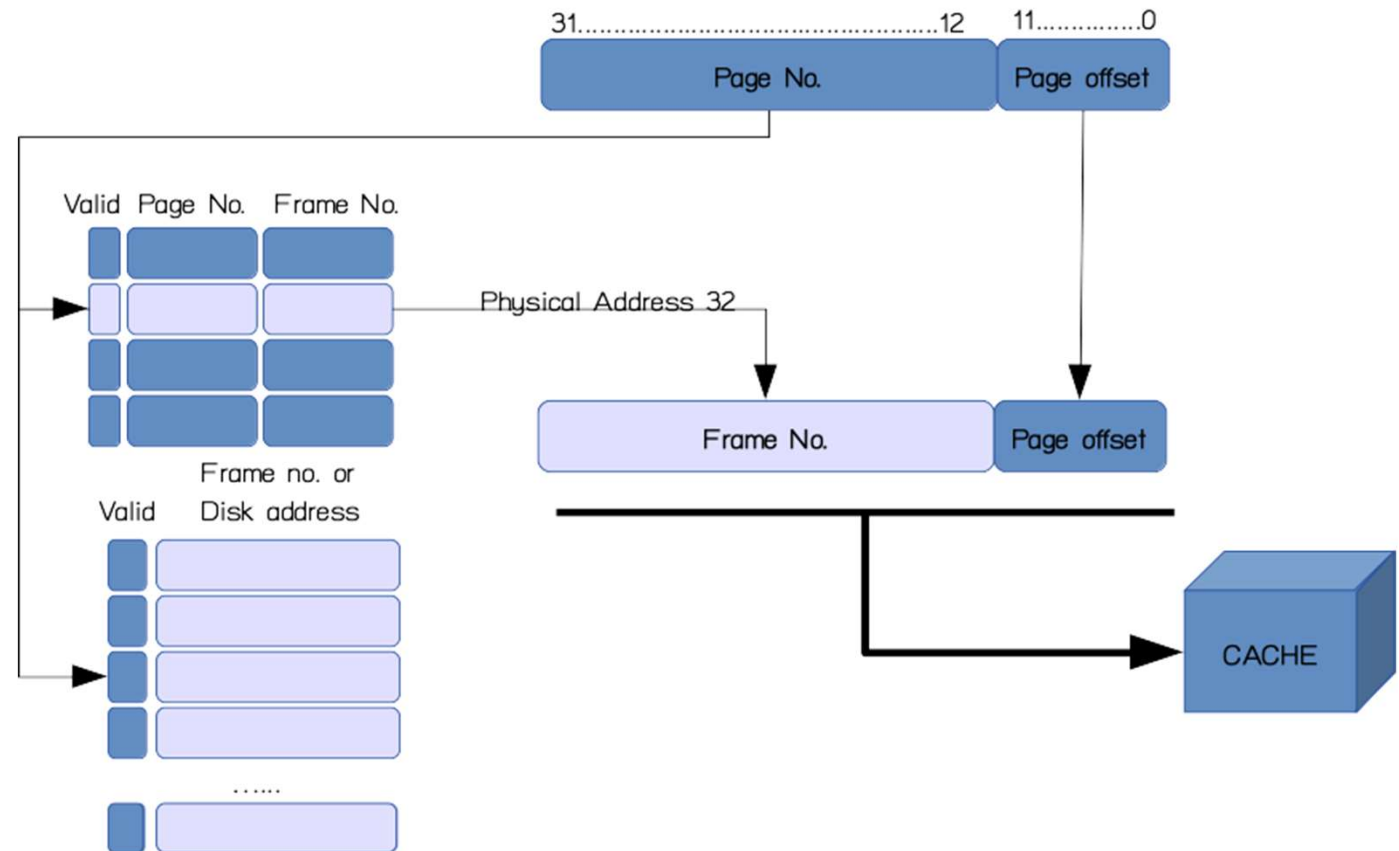 31..............................................12 11...............0
Page No. Page offset
Valid Page No. Frame No.
Physical Address 32
Frame No. Page offset
Frame no. or
Valid Disk address
CACHE
......